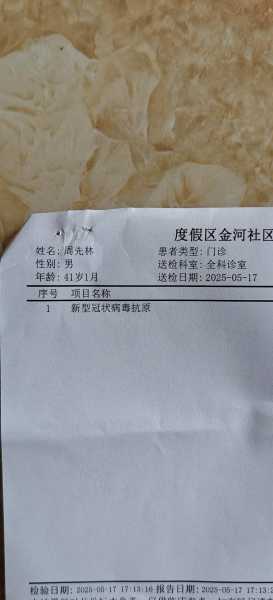 度假区金河社区
姓名: 周先林 患者类型: 门诊
性别: 男 送检科室: 全科诊室
年龄: 41岁1月 送检日期: 2025-05-17
序号 项目名称
1 新型冠状病毒抗原
检验日期: 2025-05-17 17:13:16 报告日期: 2025-05-17 17:13